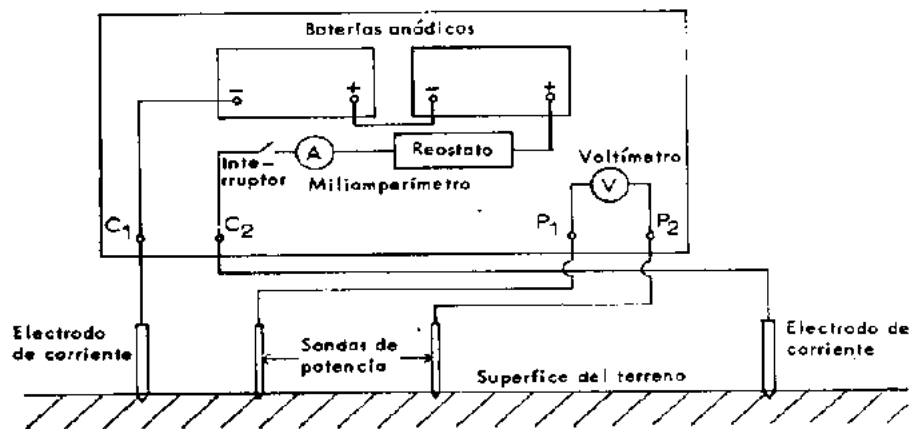 Baterías anódicos
− + − +
Inte-
rruptor
A
Reostato
Miliamperímetro
Voltímetro
V
C1
C2
P1
P2
Electrodo
de corriente
Sondas de
potencia
Superfice del terreno
Electrodo de
corriente